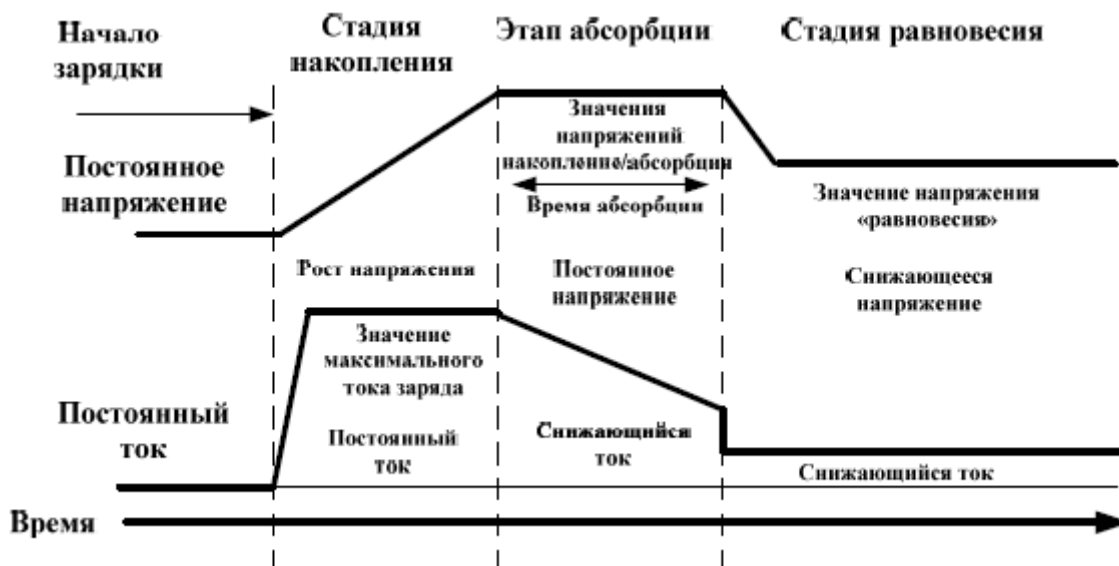 Начало
зарядки
Стадия
накопления
Этап абсорбции
Стадия равновесия
Постоянное
напряжение
Значения
напряжений
накопление/абсорбция
Время абсорбции
Значение напряжения
«равновесия»
Рост напряжения
Постоянное
напряжение
Снижающееся
напряжение
Значение
максимального
тока заряда
Постоянный
ток
Постоянный
ток
Снижающийся
ток
Снижающийся ток
Время